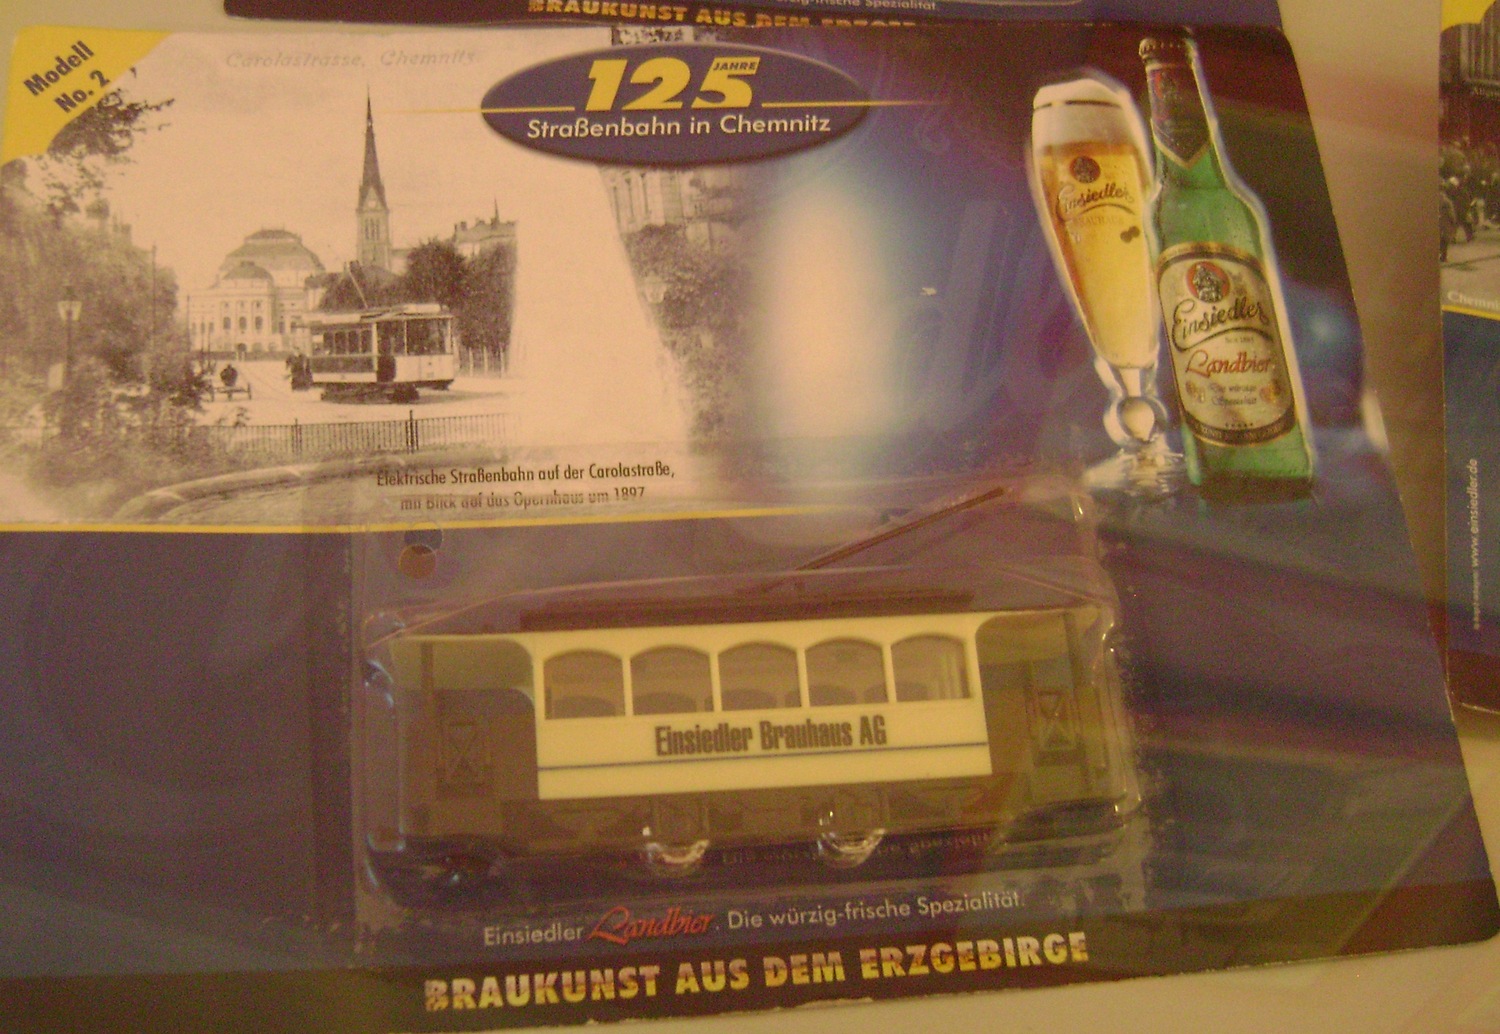 BRAUKUNST AUS DEM ERZGEBIRGE
Modell
No. 2
Carolastrasse, Chemnitz.
125
JAHRE
Straßenbahn in Chemnitz
Einsiedler
Einsiedler
Landbier
Elektrische Straßenbahn auf der Carolastraße,
mit Blick auf das Opernhaus um 1897
Einsiedler Brauhaus AG
Einsiedler Landbier. Die würzig-frische Spezialität.
BRAUKUNST AUS DEM ERZGEBIRGE
www.einsiedler.de